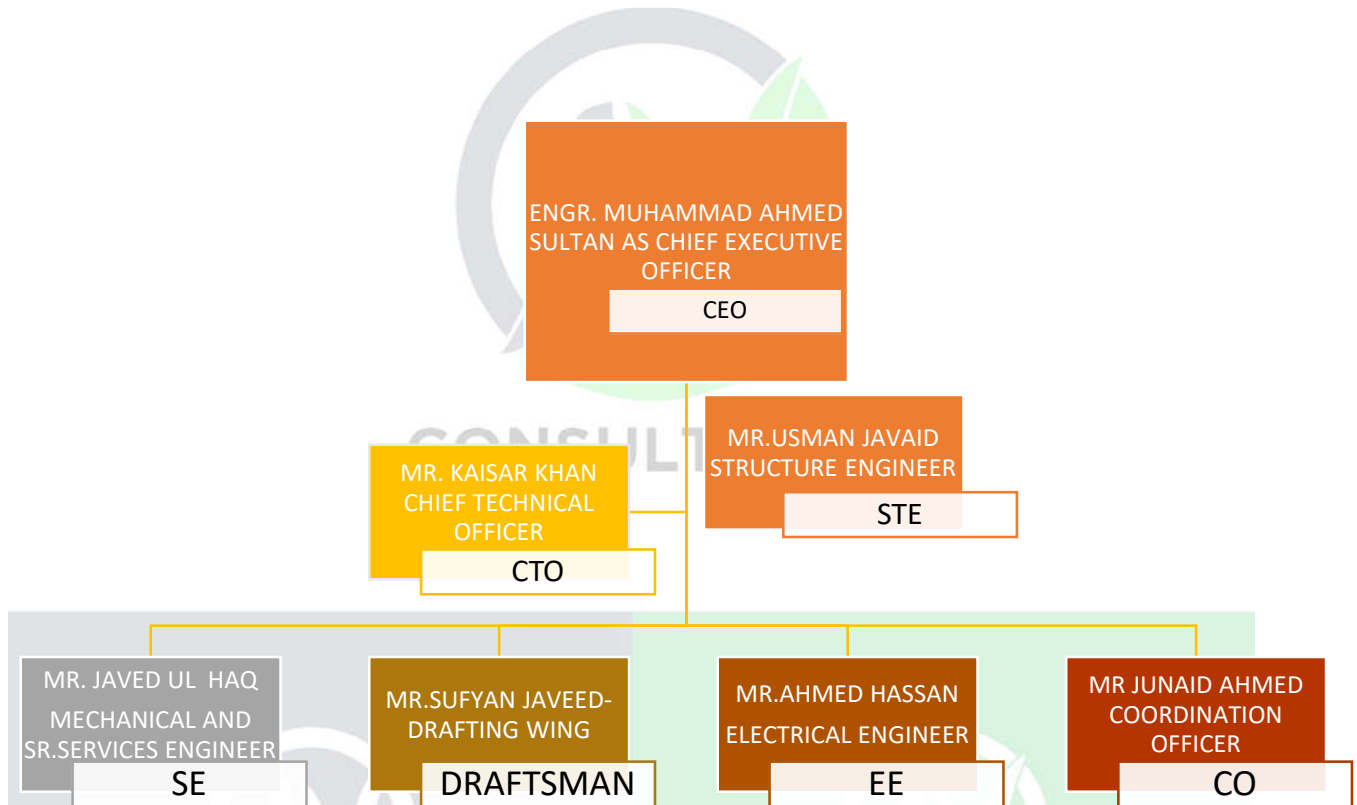 ENGR. MUHAMMAD AHMED
SULTAN AS CHIEF EXECUTIVE
OFFICER
CEO
MR.USMAN JAVAID
STRUCTURE ENGINEER
STE
MR. KAISAR KHAN
CHIEF TECHNICAL
OFFICER
CTO
MR. JAVED UL HAQ
MECHANICAL AND
SR.SERVICES ENGINEER
SE
MR.SUFYAN JAVEED-
DRAFTING WING
DRAFTSMAN
MR.AHMED HASSAN
ELECTRICAL ENGINEER
EE
MR JUNAID AHMED
COORDINATION
OFFICER
CO